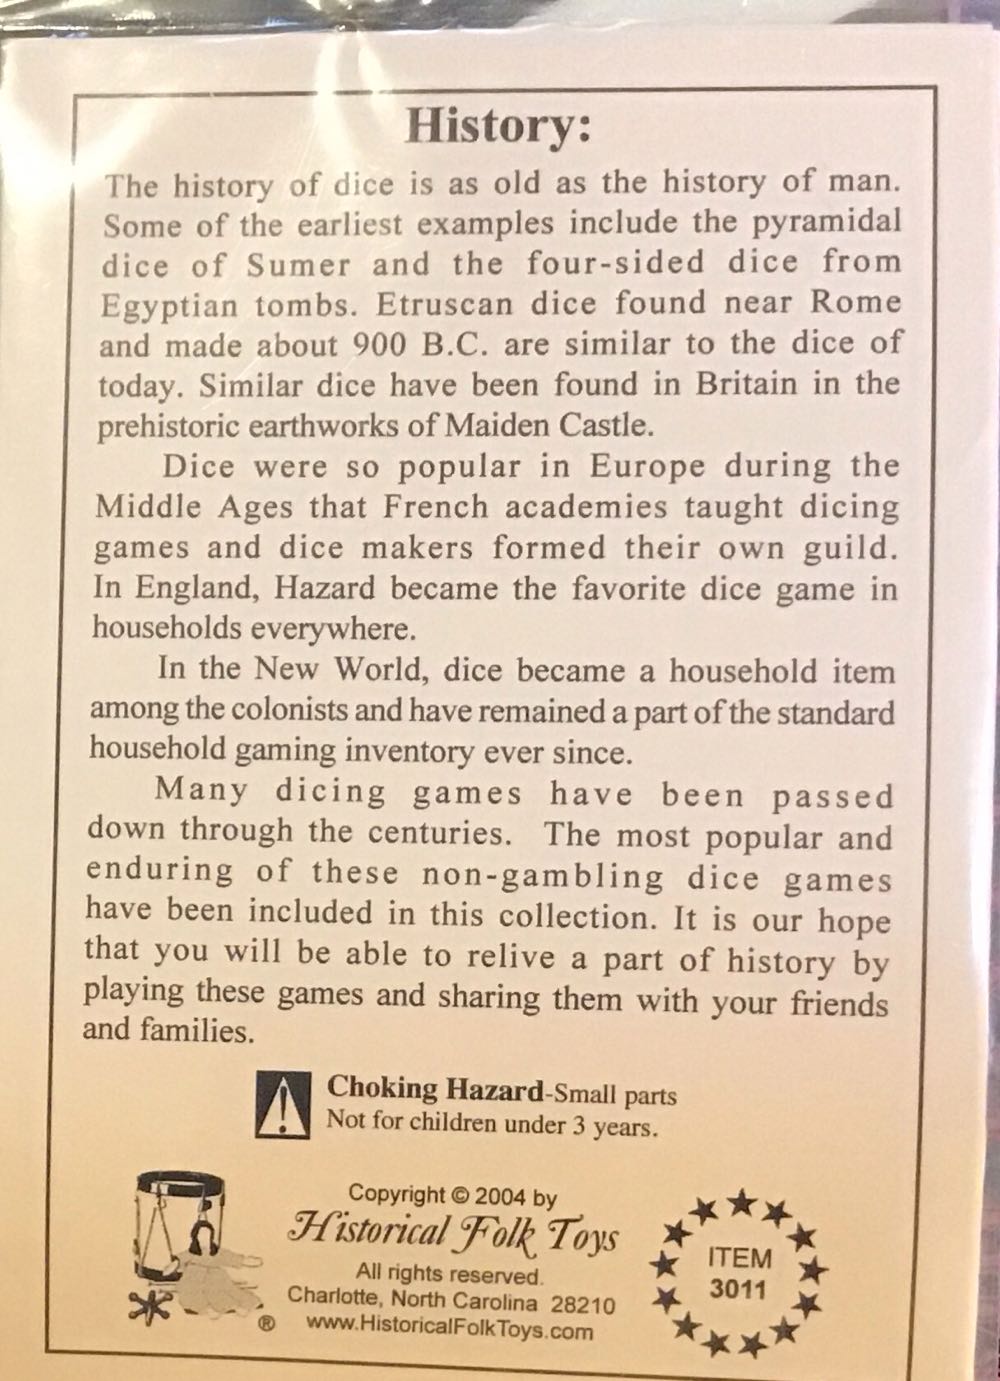 History:
The history of dice is as old as the history of man.
Some of the earliest examples include the pyramidal
dice of Sumer and the four-sided dice from
Egyptian tombs. Etruscan dice found near Rome
and made about 900 B.C. are similar to the dice of
today. Similar dice have been found in Britain in the
prehistoric earthworks of Maiden Castle.
Dice were so popular in Europe during the
Middle Ages that French academies taught dicing
games and dice makers formed their own guild.
In England, Hazard became the favorite dice game in
households everywhere.
In the New World, dice became a household item
among the colonists and have remained a part of the standard
household gaming inventory ever since.
Many dicing games have been passed
down through the centuries. The most popular and
enduring of these non-gambling dice games
have been included in this collection. It is our hope
that you will be able to relive a part of history by
playing these games and sharing them with your friends
and families.
Choking Hazard-Small parts
Not for children under 3 years.
Copyright © 2004 by
Historical Folk Toys
All rights reserved.
Charlotte, North Carolina 28210
www.HistoricalFolkToys.com
®
ITEM
3011